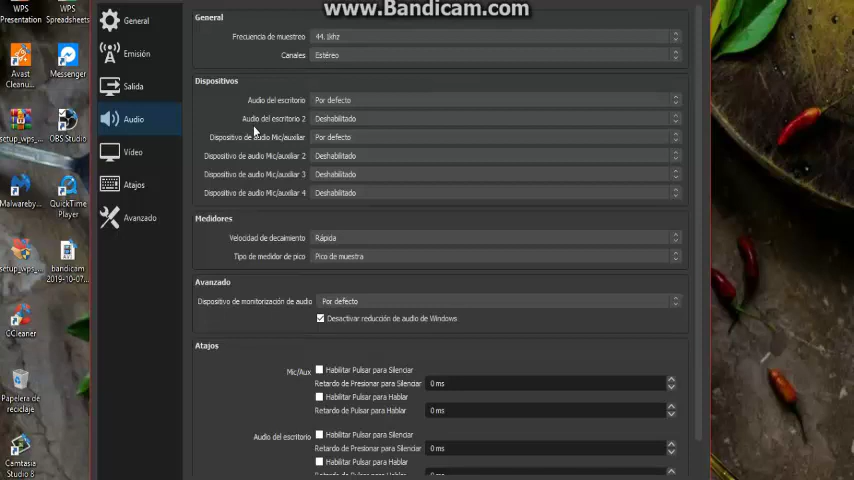 www.Bandicam.com
WPS
Presentation
WPS
Spreadsheets
Avast
Cleanu...
Messenger
setup_wps_...
OBS Studio
Malwareby...
QuickTime
Player
setup_wps_...
bandicam
2019-10-07...
CCleaner
Papelera de
reciclaje
Camtasia
Studio 8
General
Emisión
Salida
Audio
Vídeo
Atajos
Avanzado
General
Frecuencia de muestreo 44.1khz
Canales Estéreo
Dispositivos
Audio del escritorio Por defecto
Audio del escritorio 2 Deshabilitado
Dispositivo de audio Mic/auxiliar Por defecto
Dispositivo de audio Mic/auxiliar 2 Deshabilitado
Dispositivo de audio Mic/auxiliar 3 Deshabilitado
Dispositivo de audio Mic/auxiliar 4 Deshabilitado
Medidores
Velocidad de decaimiento Rápida
Tipo de medidor de pico Pico de muestra
Avanzado
Dispositivo de monitorización de audio Por defecto
Desactivar reducción de audio de Windows
Atajos
Mic/Aux Habilitar Pulsar para Silenciar
Retardo de Presionar para Silenciar 0 ms
Habilitar Pulsar para Hablar
Retardo de Pulsar para Hablar 0 ms
Audio del escritorio Habilitar Pulsar para Silenciar
Retardo de Presionar para Silenciar 0 ms
Habilitar Pulsar para Hablar